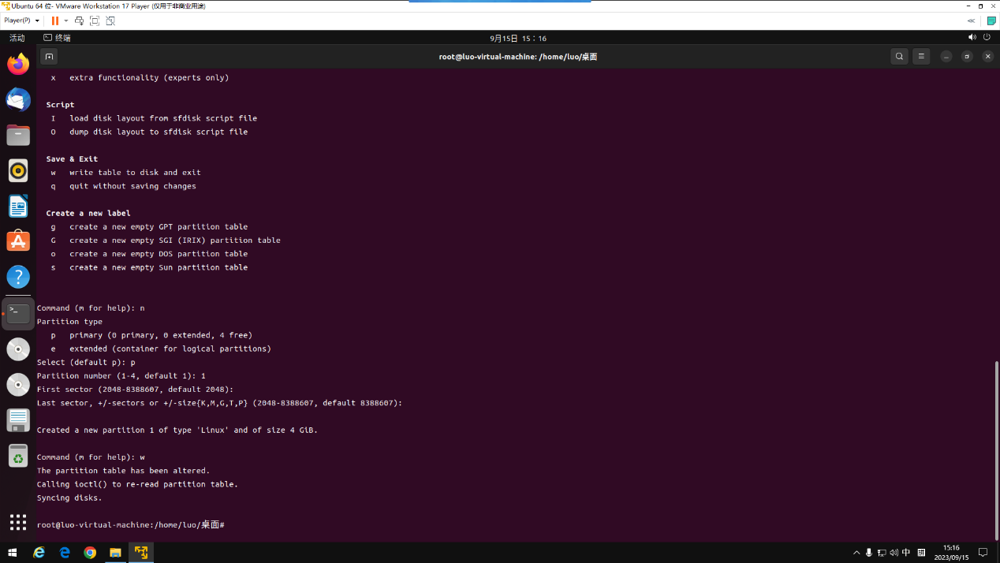 Ubuntu 64 位- VMware Workstation 17 Player (仅用于非商业用途)
Player(P)
活动
终端
9月15日 15：16
root@luo-virtual-machine: /home/luo/桌面
x extra functionality (experts only)
Script
I load disk layout from sfdisk script file
O dump disk layout to sfdisk script file
Save & Exit
w write table to disk and exit
q quit without saving changes
Create a new label
g create a new empty GPT partition table
G create a new empty SGI (IRIX) partition table
o create a new empty DOS partition table
s create a new empty Sun partition table
Command (m for help): n
Partition type
p primary (0 primary, 0 extended, 4 free)
e extended (container for logical partitions)
Select (default p): p
Partition number (1-4, default 1): 1
First sector (2048-8388607, default 2048):
Last sector, +/-sectors or +/-size{K,M,G,T,P} (2048-8388607, default 8388607):
Created a new partition 1 of type 'Linux' and of size 4 GiB.
Command (m for help): w
The partition table has been altered.
Calling ioctl() to re-read partition table.
Syncing disks.
root@luo-virtual-machine:/home/luo/桌面#
中
拼
15:16
2023/09/15